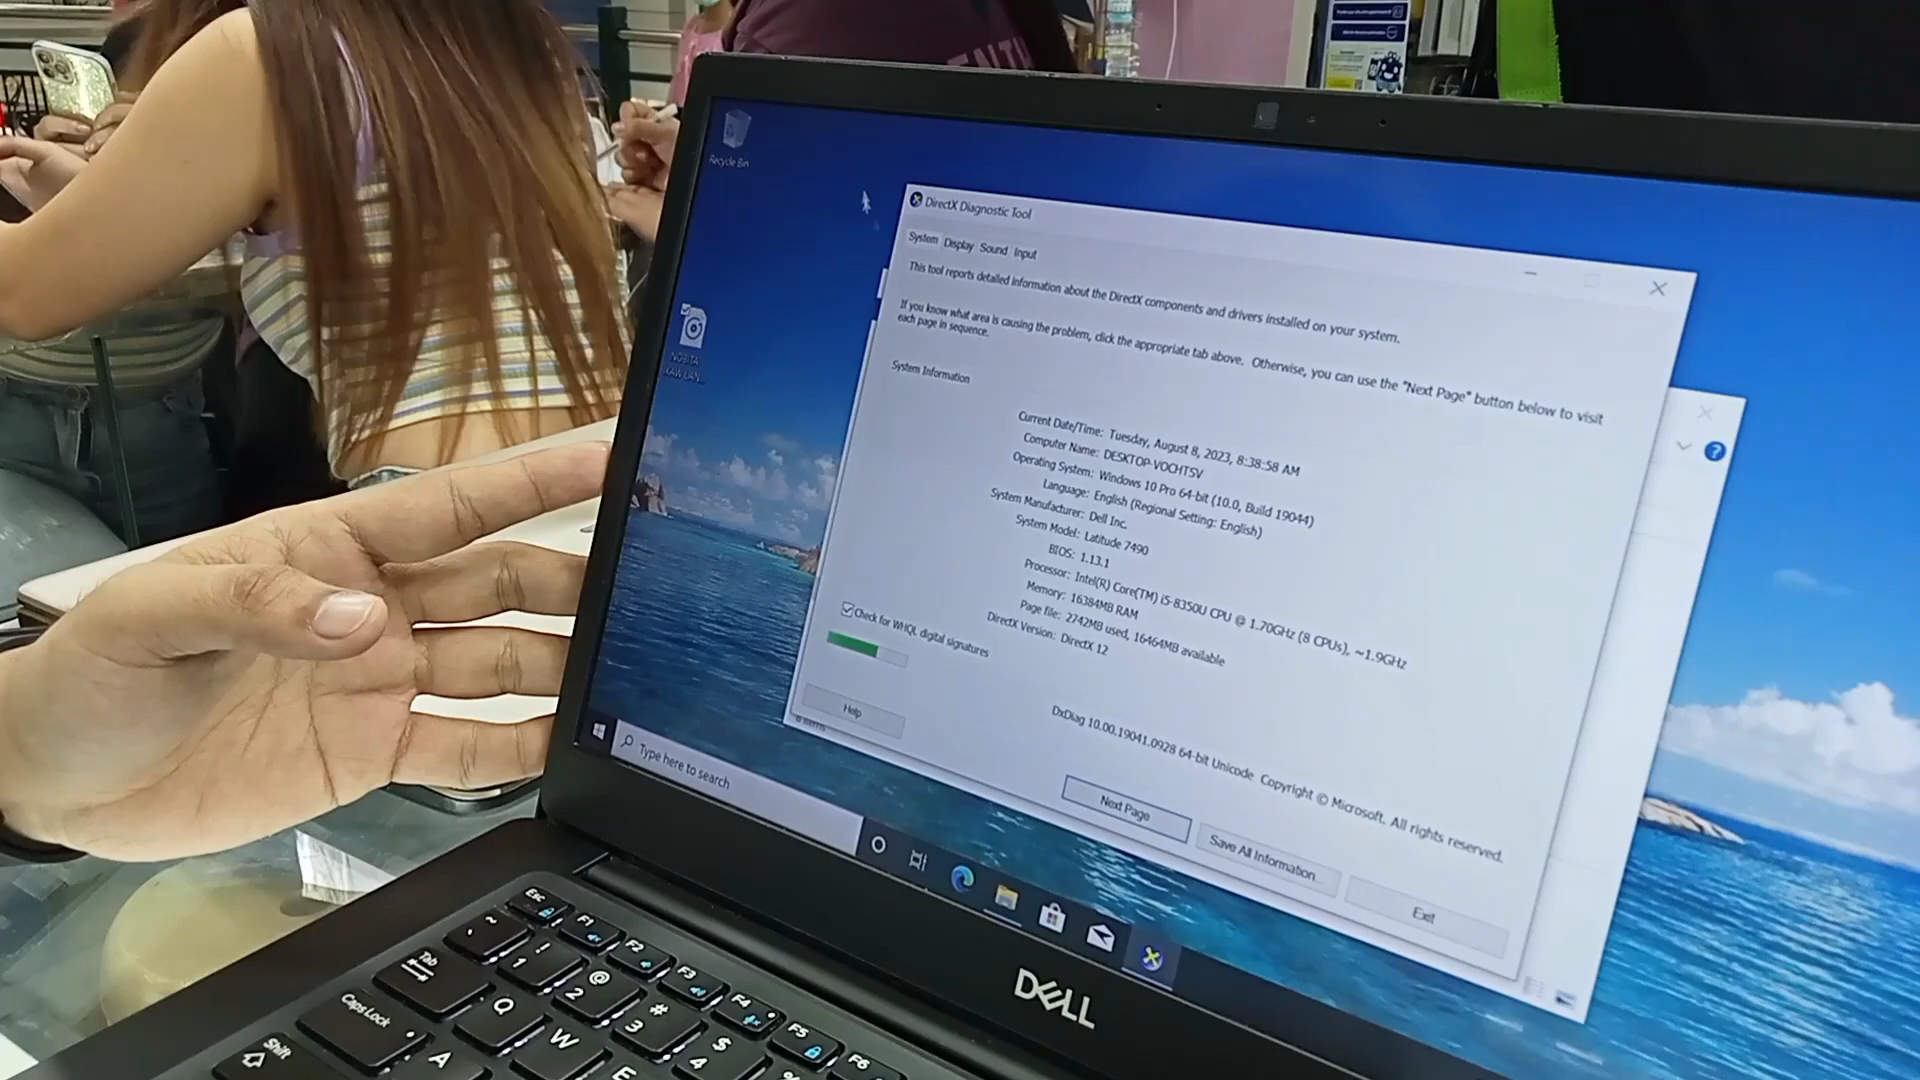 Recycle Bin
DirectX Diagnostic Tool
System Display Sound Input
This tool reports detailed information about the DirectX components and drivers installed on your system.
If you know what area is causing the problem, click the appropriate tab above. Otherwise, you can use the "Next Page" button below to visit
each page in sequence.
System Information
Current Date/Time: Tuesday, August 8, 2023, 8:38:58 AM
Computer Name: DESKTOP-VOCHTSV
Operating System: Windows 10 Pro 64-bit (10.0, Build 19044)
Language: English (Regional Setting: English)
System Manufacturer: Dell Inc.
System Model: Latitude 7490
BIOS: 1.13.1
Processor: Intel(R) Core(TM) i5-8350U CPU @ 1.70GHz (8 CPUs), ~1.9GHz
Memory: 16384MB RAM
Page file: 2742MB used, 16464MB available
DirectX Version: DirectX 12
Check for WHQL digital signatures
DxDiag 10.00.19041.0928 64-bit Unicode Copyright © Microsoft. All rights reserved.
Help
Next Page
Save All Information...
Exit
Type here to search
DELL
Esc F1 F2 F3 F4 F5 F6
~ ! 1 @ 2 # 3 $ 4 %
Tab Q W E
Caps Lock A
Shift